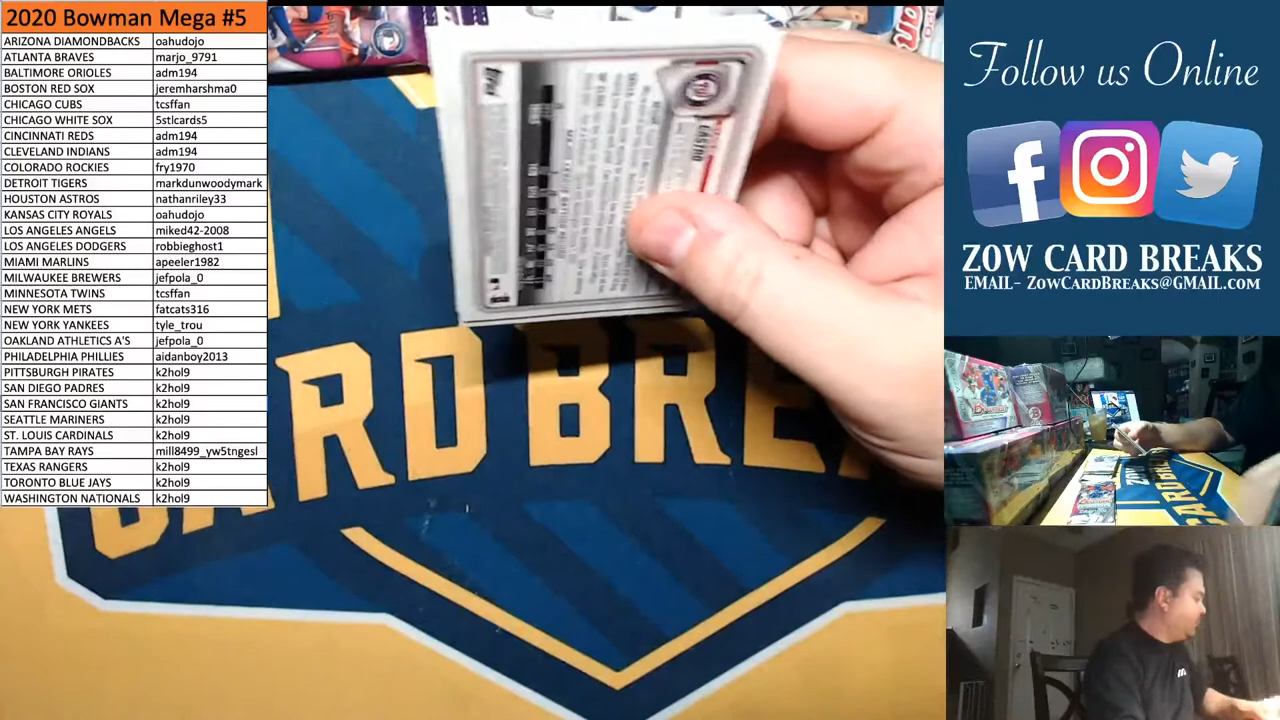 2020 Bowman Mega #5
ARIZONA DIAMONDBACKS oahudojo
ATLANTA BRAVES marjo_9791
BALTIMORE ORIOLES adm194
BOSTON RED SOX jeremharshma0
CHICAGO CUBS tcsffan
CHICAGO WHITE SOX 5stlcards5
CINCINNATI REDS adm194
CLEVELAND INDIANS adm194
COLORADO ROCKIES fry1970
DETROIT TIGERS markdunwoodymark
HOUSTON ASTROS nathanriley33
KANSAS CITY ROYALS oahudojo
LOS ANGELES ANGELS miked42-2008
LOS ANGELES DODGERS robbieghost1
MIAMI MARLINS apeeler1982
MILWAUKEE BREWERS jefpola_0
MINNESOTA TWINS tcsffan
NEW YORK METS fatcats316
NEW YORK YANKEES tyle_trou
OAKLAND ATHLETICS A'S jefpola_0
PHILADELPHIA PHILLIES aidanboy2013
PITTSBURGH PIRATES k2hol9
SAN DIEGO PADRES k2hol9
SAN FRANCISCO GIANTS k2hol9
SEATTLE MARINERS k2hol9
ST. LOUIS CARDINALS k2hol9
TAMPA BAY RAYS mill8499_yw5tngesl
TEXAS RANGERS k2hol9
TORONTO BLUE JAYS k2hol9
WASHINGTON NATIONALS k2hol9
Topps
CASTRO
CARD BREA
Follow us Online
ZOW CARD BREAKS
EMAIL- ZowCardBreaks@GMAIL.COM